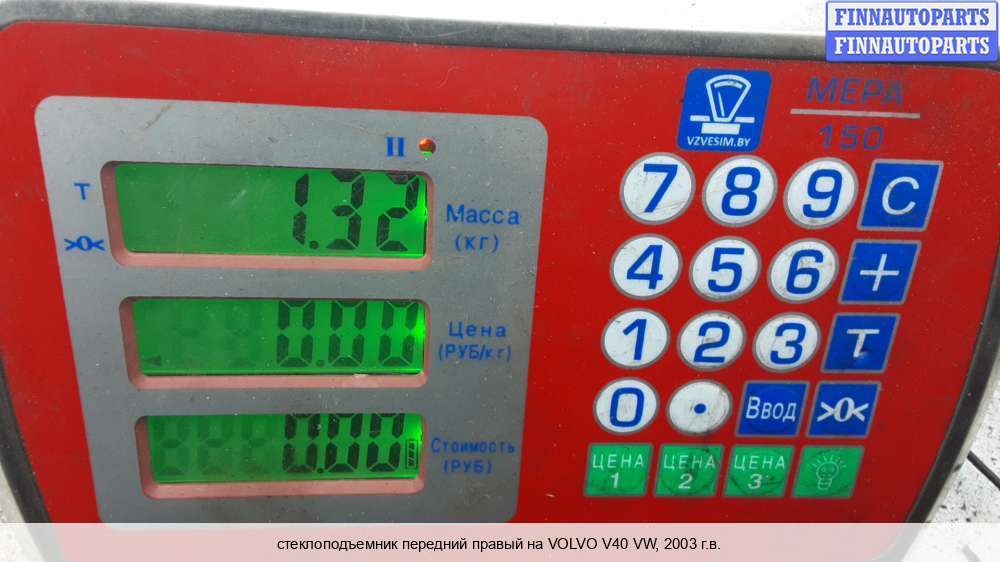 FINNAUTOPARTS
FINNAUTOPARTS
VZVESIM.BY
МЕРА
150
II
T
>0<
1.32
Масса
(кг)
0.00
Цена
(РУБ/кг)
0.00
Стоимость
(РУБ)
7 8 9 C
4 5 6 +
1 2 3 T
0 . Ввод >0<
ЦЕНА 1 ЦЕНА 2 ЦЕНА 3
стеклоподъемник передний правый на VOLVO V40 VW, 2003 г.в.